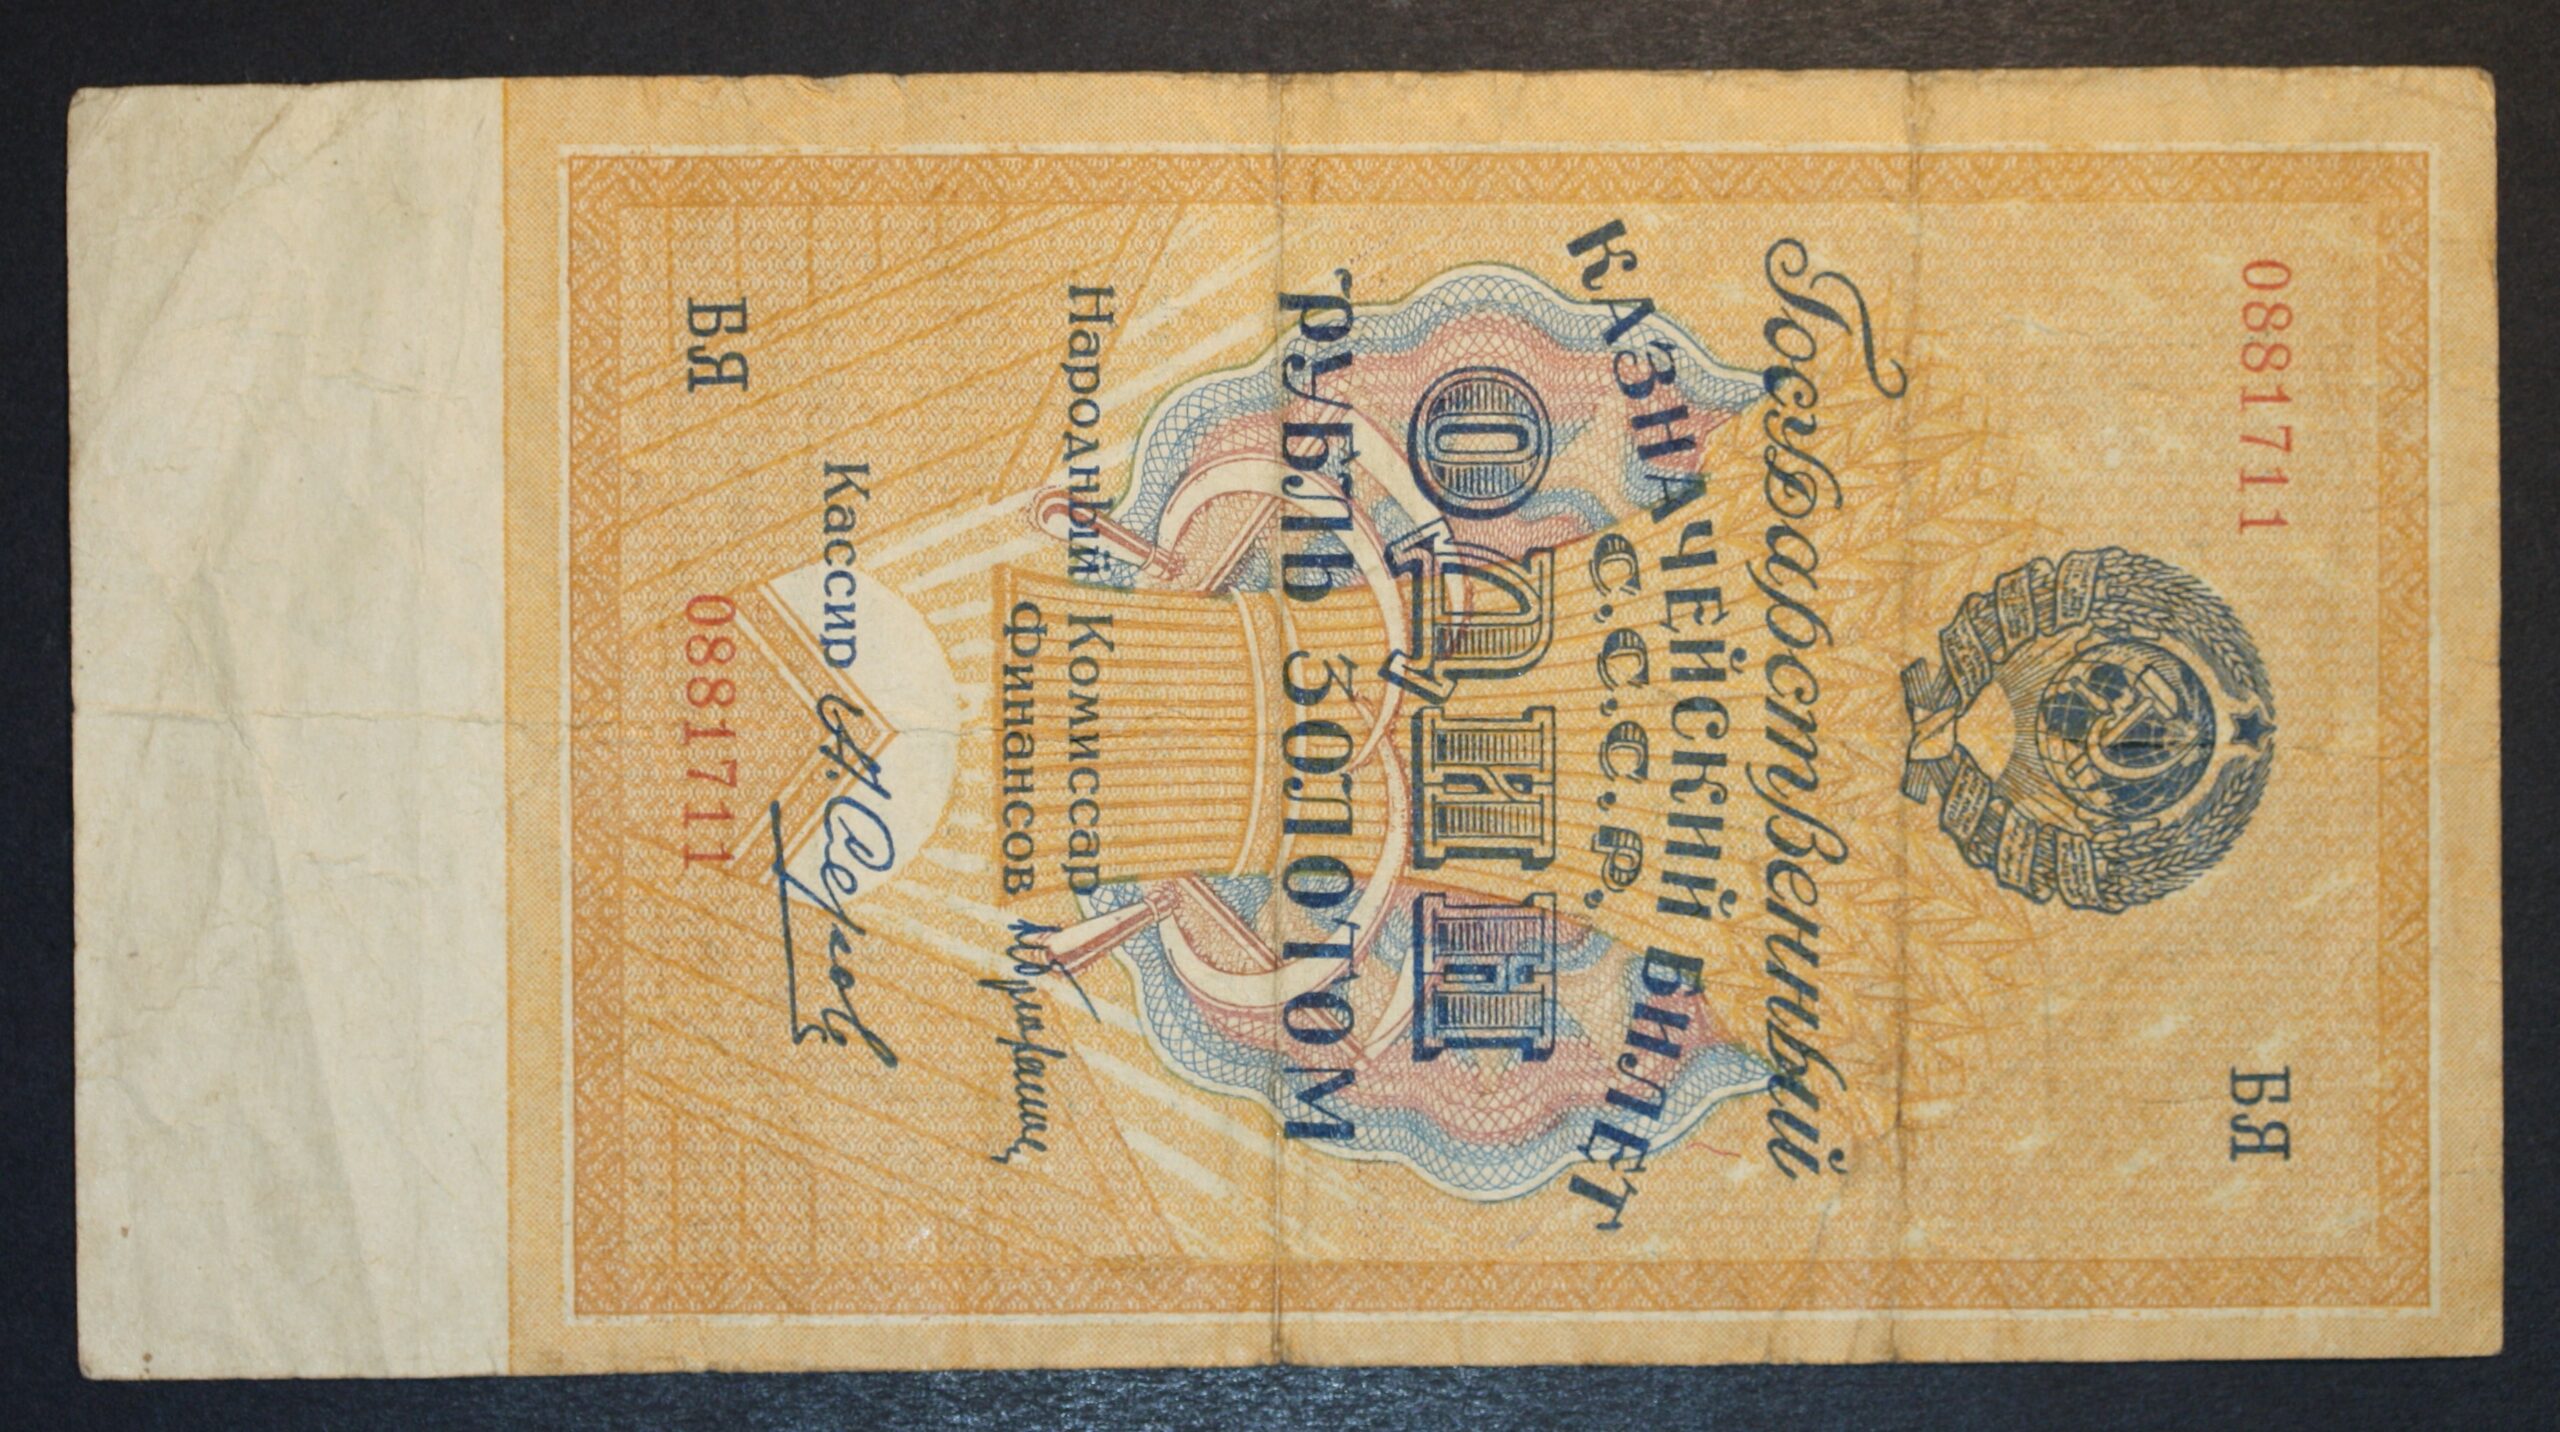 0881711 БЯ
Государственный
КАЗНАЧЕЙСКИЙ БИЛЕТ
С.С.С.Р.
ОДИН
РУБЛЬ ЗОЛОТОМ
Народный Комиссар
Финансов
Кассир
БЯ 0881711